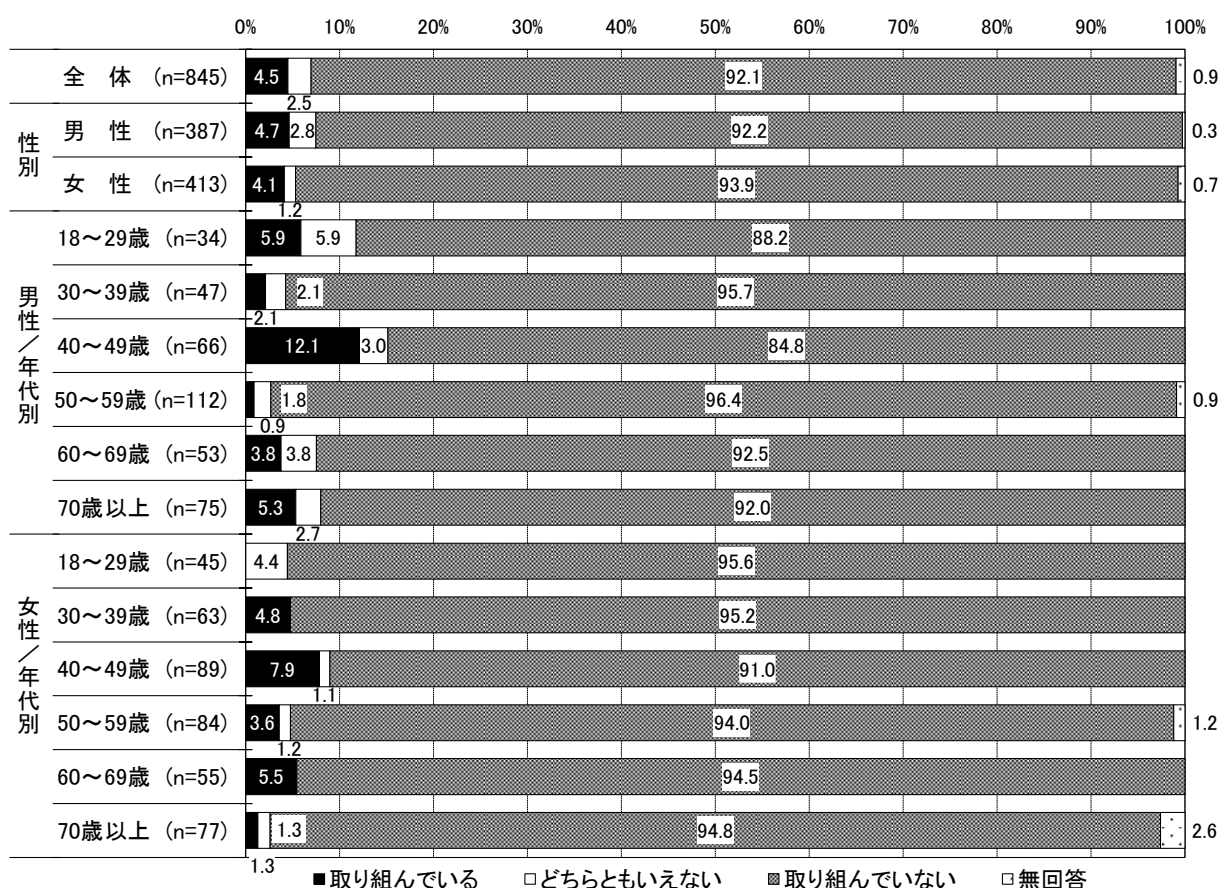 0% 10% 20% 30% 40% 50% 60% 70% 80% 90% 100%
全 体 (n=845) 4.5 2.5 92.1 0.9
性別
男 性 (n=387) 4.7 2.8 92.2 0.3
女 性 (n=413) 4.1 1.2 93.9 0.7
男性/年代別
18~29歳 (n=34) 5.9 5.9 88.2
30~39歳 (n=47) 2.1 2.1 95.7
40~49歳 (n=66) 12.1 3.0 84.8
50~59歳 (n=112) 0.9 1.8 96.4 0.9
60~69歳 (n=53) 3.8 3.8 92.5
70歳以上 (n=75) 5.3 2.7 92.0
女性/年代別
18~29歳 (n=45) 4.4 95.6
30~39歳 (n=63) 4.8 95.2
40~49歳 (n=89) 7.9 1.1 91.0
50~59歳 (n=84) 3.6 1.2 94.0 1.2
60~69歳 (n=55) 5.5 94.5
70歳以上 (n=77) 1.3 1.3 94.8 2.6
取り組んでいる どちらともいえない 取り組んでいない 無回答